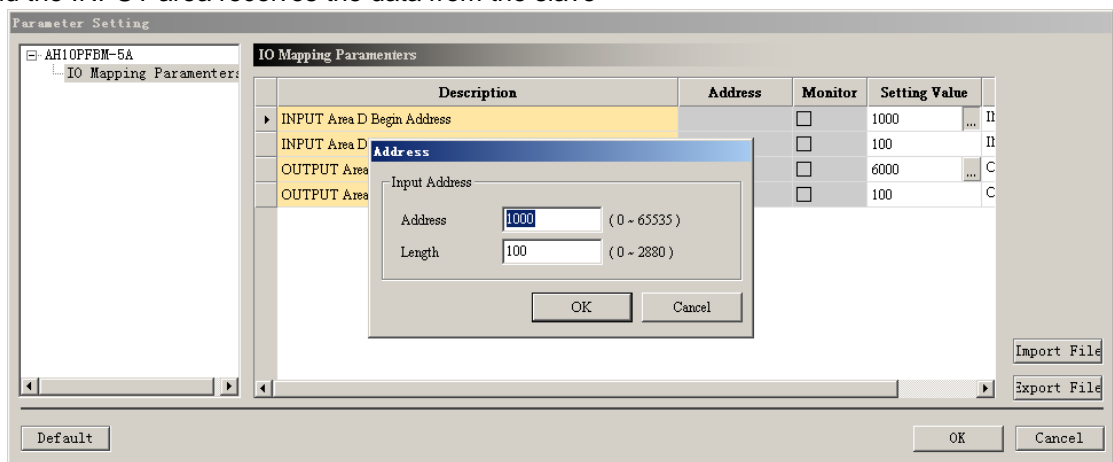 the INPUT area receives the data from the slave
Parameter Setting
AH10PFBM-5A
IO Mapping Paramenters
IO Mapping Paramenters
Description Address Monitor Setting Value
INPUT Area D Begin Address 1000 ...
INPUT Area D 100
OUTPUT Area 6000 ...
OUTPUT Area 100
Address
Input Address
Address 1000 ( 0 ~ 65535 )
Length 100 ( 0 ~ 2880 )
OK Cancel
Import File
Export File
Default OK Cancel